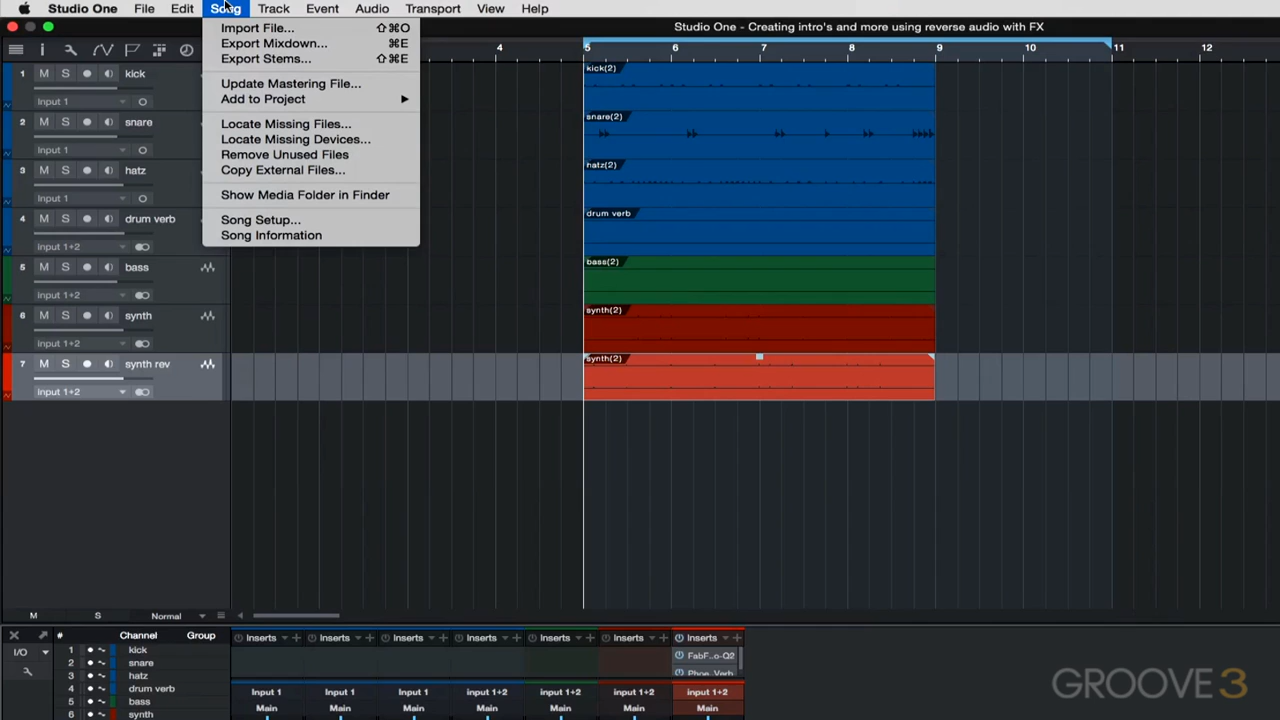 Studio One File Edit Song Track Event Audio Transport View Help
Studio One - Creating intro's and more using reverse audio with FX
Import File... ⇧⌘O
Export Mixdown... ⌘E
Export Stems... ⇧⌘E
Update Mastering File...
Add to Project
Locate Missing Files...
Locate Missing Devices...
Remove Unused Files
Copy External Files...
Show Media Folder in Finder
Song Setup...
Song Information
4 5 6 7 8 9 10 11 12
1 M S kick
Input 1
2 M S snare
Input 1
3 M S hatz
Input 1
4 M S drum verb
Input 1+2
5 M S bass
Input 1+2
6 M S synth
Input 1+2
7 M S synth rev
Input 1+2
kick(2)
snare(2)
hatz(2)
drum verb
bass(2)
synth(2)
synth(2)
M S Normal
# Channel Group
I/O
1 kick
2 snare
3 hatz
4 drum verb
5 bass
6 synth
Inserts Inserts Inserts Inserts Inserts Inserts Inserts
FabF...o-Q2
Phoe...Verb
Input 1 Input 1 Input 1 Input 1+2 Input 1+2 Input 1+2 Input 1+2
Main Main Main Main Main Main Main
GROOVE 3